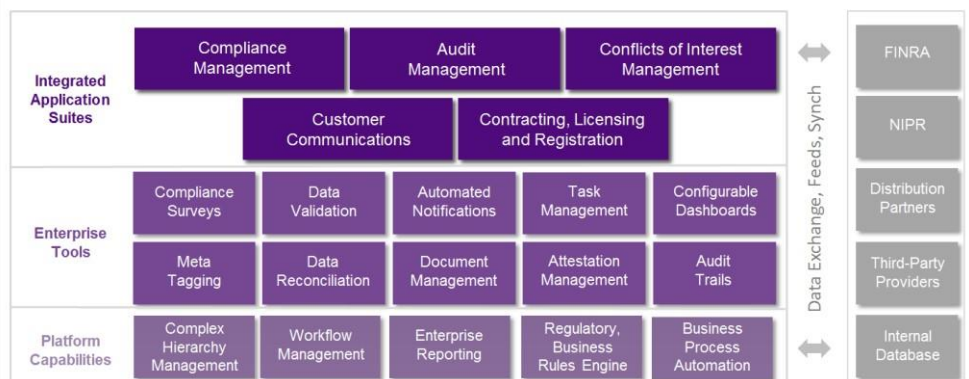 Integrated
Application
Suites
Compliance
Management
Audit
Management
Conflicts of Interest
Management
Customer
Communications
Contracting, Licensing
and Registration
Enterprise
Tools
Compliance
Surveys
Data
Validation
Automated
Notifications
Task
Management
Configurable
Dashboards
Meta
Tagging
Data
Reconciliation
Document
Management
Attestation
Management
Audit
Trails
Platform
Capabilities
Complex
Hierarchy
Management
Workflow
Management
Enterprise
Reporting
Regulatory,
Business
Rules Engine
Business
Process
Automation
Data Exchange, Feeds, Synch
FINRA
NIPR
Distribution
Partners
Third-Party
Providers
Internal
Database